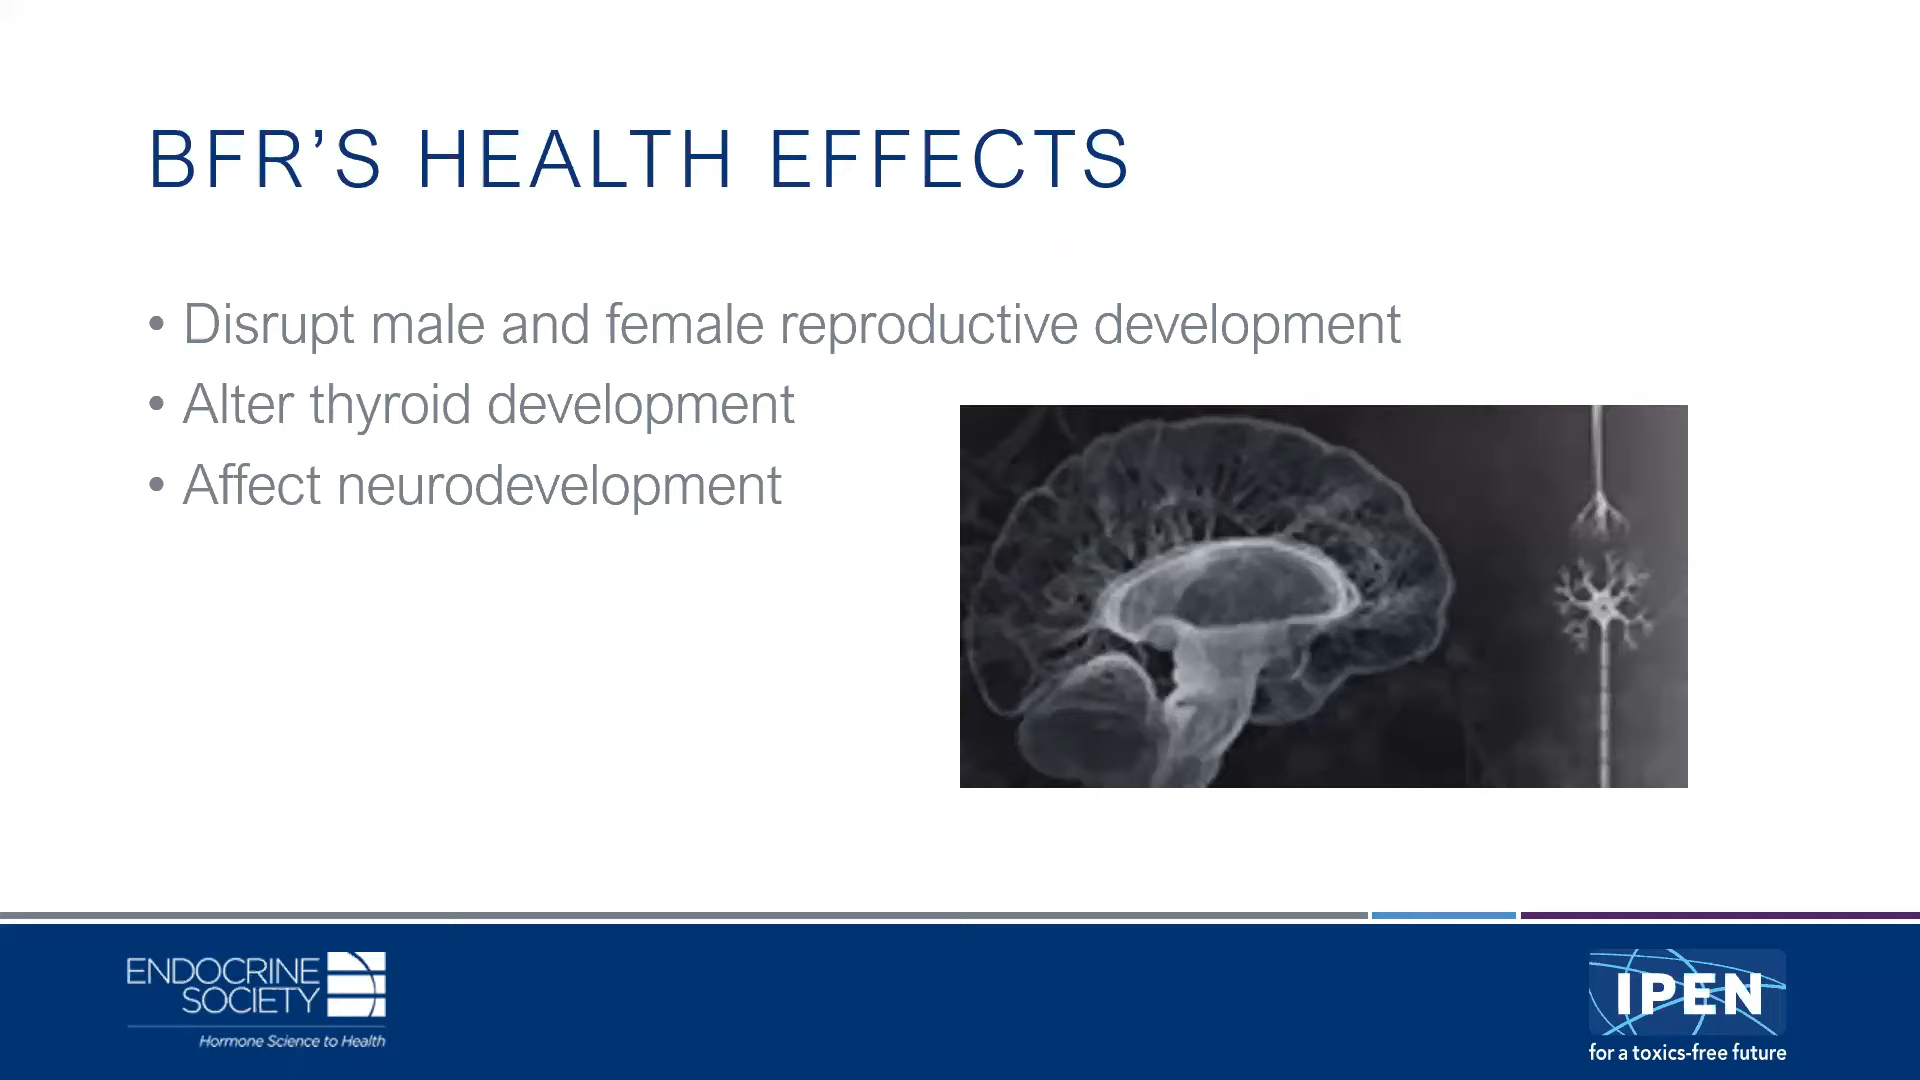 BFR’S HEALTH EFFECTS
• Disrupt male and female reproductive development
• Alter thyroid development
• Affect neurodevelopment
ENDOCRINE
SOCIETY
Hormone Science to Health
IPEN
for a toxics-free future